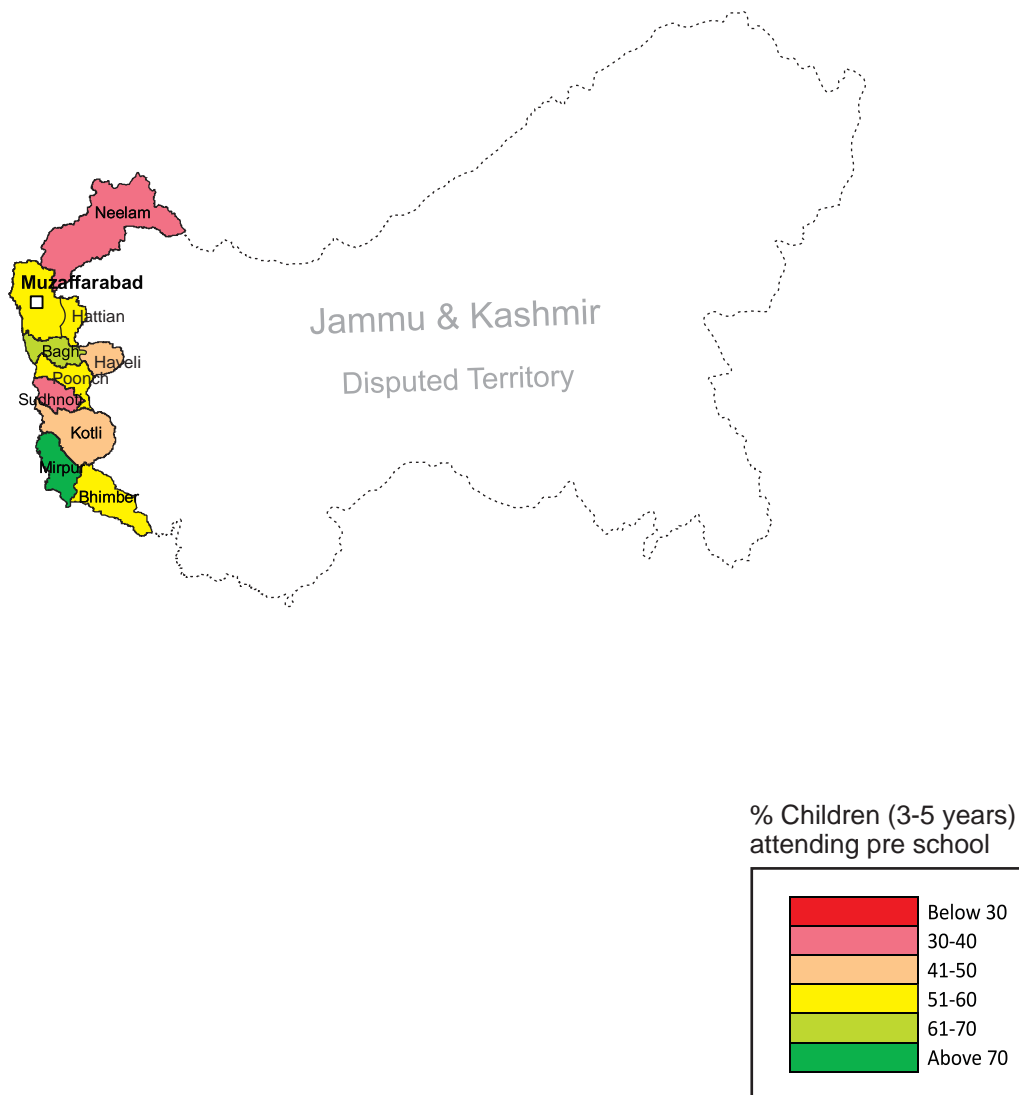 Neelam
Muzaffarabad
Hattian
Bagh
Haveli
Poonch
Sudhnoti
Kotli
Mirpur
Bhimber
Jammu & Kashmir
Disputed Territory
% Children (3-5 years)
attending pre school
Below 30
30-40
41-50
51-60
61-70
Above 70